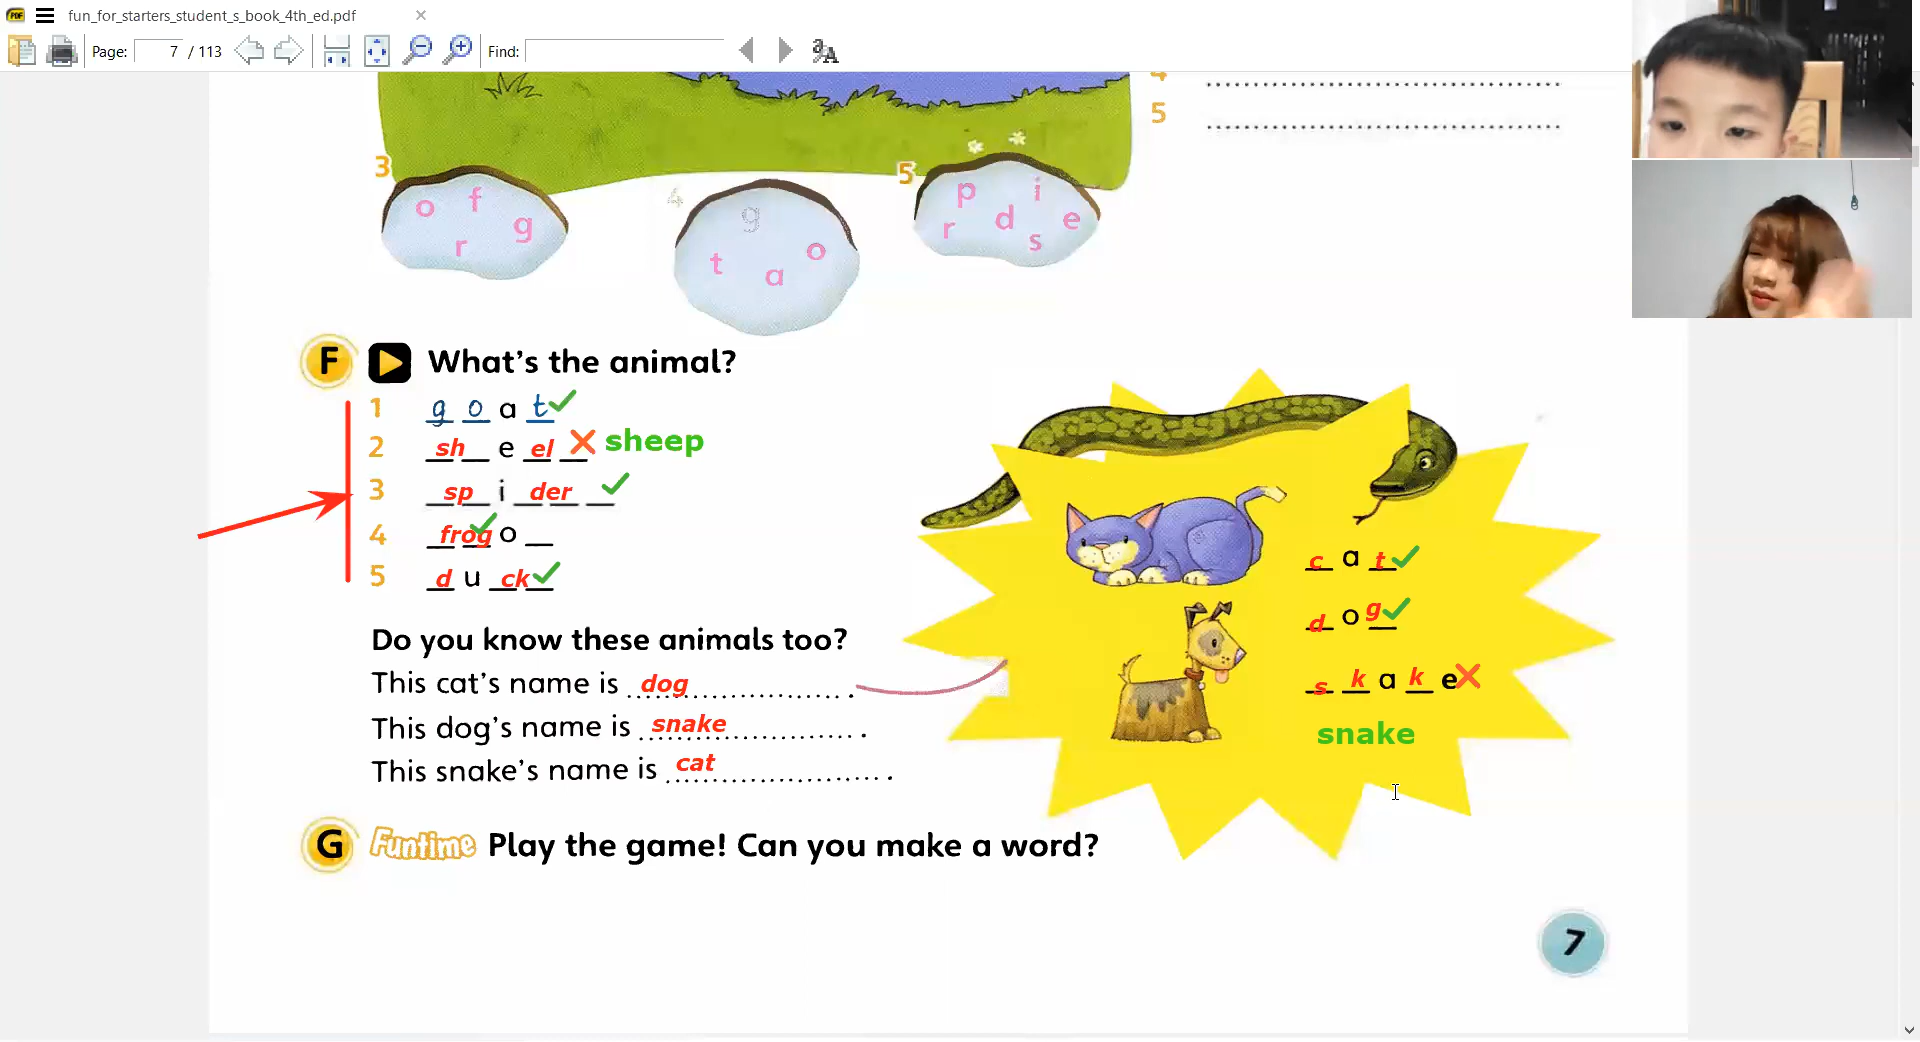 fun_for_starters_student_s_book_4th_ed.pdf
Page: 7 / 113 Find:
4
5
3
o f r g
4
g t a o
5
p i r d e s
F What's the animal?
1 g o a t
2 sh e el sheep
3 sp i der
4 frog o
5 d u ck
c a t
d o g
s k a k e
snake
Do you know these animals too?
This cat's name is dog .
This dog's name is snake .
This snake's name is cat .
G Funtime Play the game! Can you make a word?
7